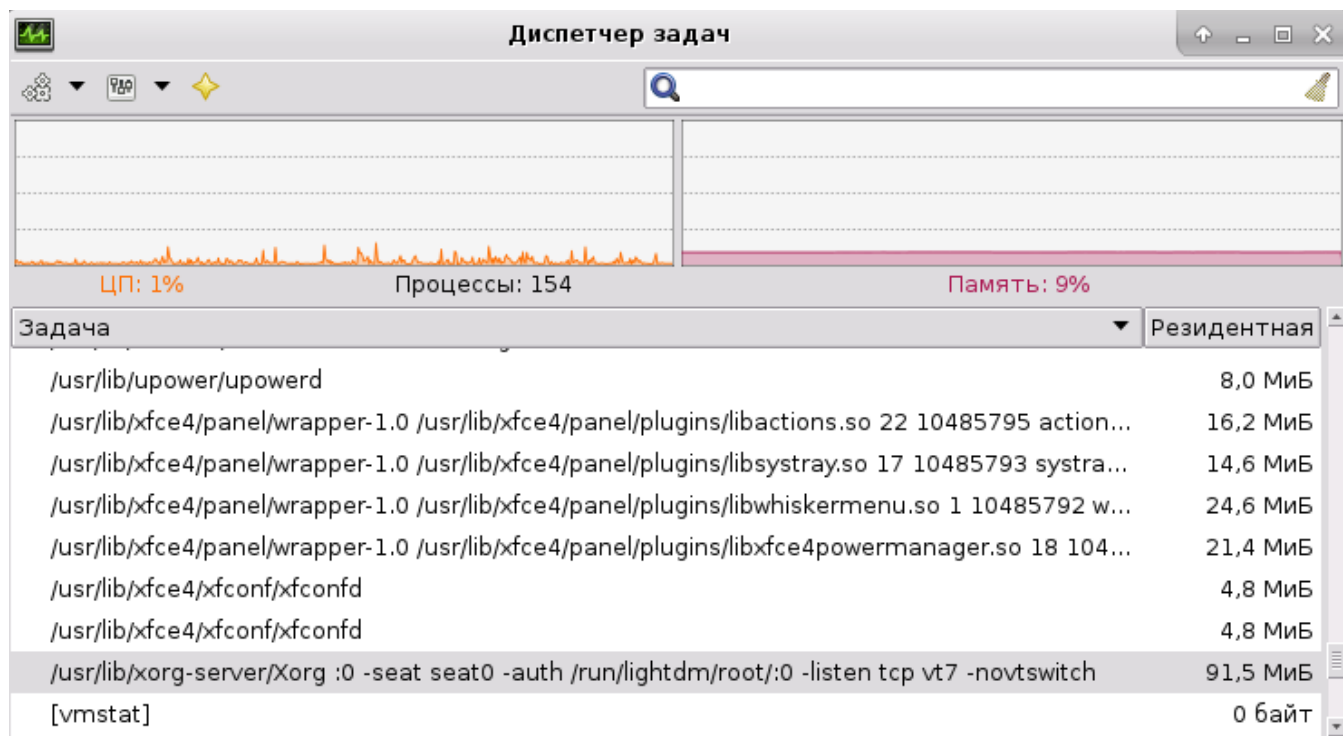 Диспетчер задач
ЦП: 1% Процессы: 154 Память: 9%
Задача Резидентная
/usr/lib/upower/upowerd 8,0 МиБ
/usr/lib/xfce4/panel/wrapper-1.0 /usr/lib/xfce4/panel/plugins/libactions.so 22 10485795 action... 16,2 МиБ
/usr/lib/xfce4/panel/wrapper-1.0 /usr/lib/xfce4/panel/plugins/libsystray.so 17 10485793 systra... 14,6 МиБ
/usr/lib/xfce4/panel/wrapper-1.0 /usr/lib/xfce4/panel/plugins/libwhiskermenu.so 1 10485792 w... 24,6 МиБ
/usr/lib/xfce4/panel/wrapper-1.0 /usr/lib/xfce4/panel/plugins/libxfce4powermanager.so 18 104... 21,4 МиБ
/usr/lib/xfce4/xfconf/xfconfd 4,8 МиБ
/usr/lib/xfce4/xfconf/xfconfd 4,8 МиБ
/usr/lib/xorg-server/Xorg :0 -seat seat0 -auth /run/lightdm/root/:0 -listen tcp vt7 -novtswitch 91,5 МиБ
[vmstat] 0 байт